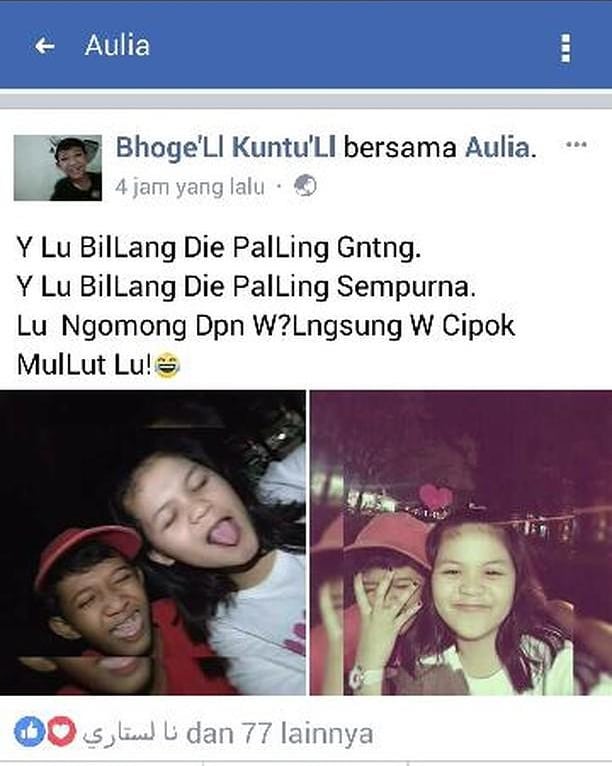 Aulia
Bhoge'Ll Kuntu'Ll bersama Aulia.
4 jam yang lalu ·
Y Lu BilLang Die PalLing Gntng.
Y Lu BilLang Die PalLing Sempurna.
Lu Ngomong Dpn W?Lngsung W Cipok
MulLut Lu!😂
نا لستاري dan 77 lainnya